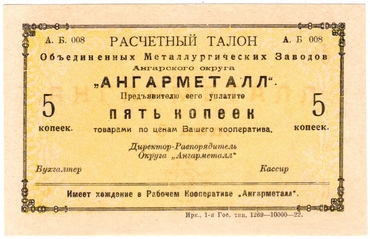 А. Б. 008 РАСЧЕТНЫЙ ТАЛОН А. Б. 008
Объединенных Металлургических Заводов
Ангарского округа
„АНГАРМЕТАЛЛ“.
Предъявителю сего уплатите
5 ПЯТЬ КОПЕЕК 5
копеек. товарами по ценам Вашего кооператива. копеек.
Директор-Распорядитель
Округа „Ангарметалл“
Бухгалтер Кассир
Имеет хождение в Рабочем Кооперативе „Ангарметалл“.
Ирк. 1-я Гос. тип. 1269—10000—22.